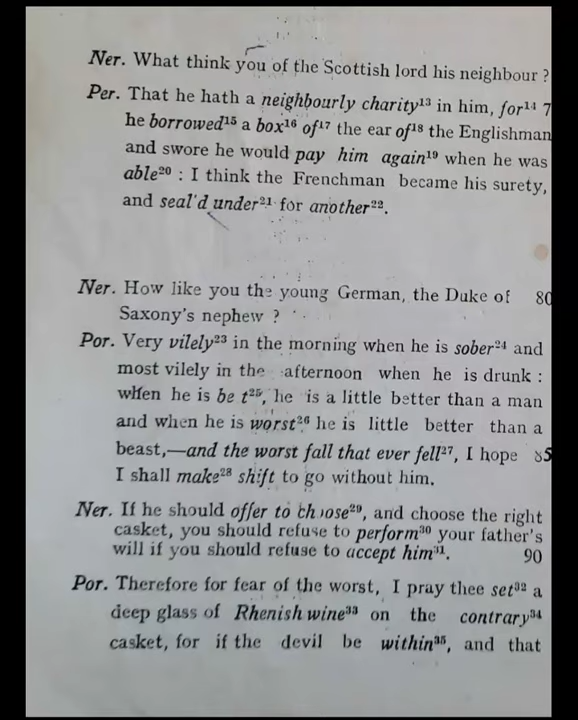 Ner. What think you of the Scottish lord his neighbour ?
Per. That he hath a neighbourly charity¹³ in him, for¹⁴ 7
he borrowed¹⁵ a box¹⁶ of¹⁷ the ear of¹⁸ the Englishman
and swore he would pay him again¹⁹ when he was
able²⁰ : I think the Frenchman became his surety,
and seal'd under²¹ for another²².
Ner. How like you the young German, the Duke of 80
Saxony's nephew ?
Por. Very vilely²³ in the morning when he is sober²⁴ and
most vilely in the afternoon when he is drunk :
when he is be t²⁵, he is a little better than a man
and when he is worst²⁶ he is little better than a
beast,—and the worst fall that ever fell²⁷, I hope 85
I shall make²⁸ shift to go without him.
Ner. If he should offer to choose²⁹, and choose the right
casket, you should refuse to perform³⁰ your father's
will if you should refuse to accept him³¹. 90
Por. Therefore for fear of the worst, I pray thee set³² a
deep glass of Rhenish wine³³ on the contrary³⁴
casket, for if the devil be within³⁵, and that